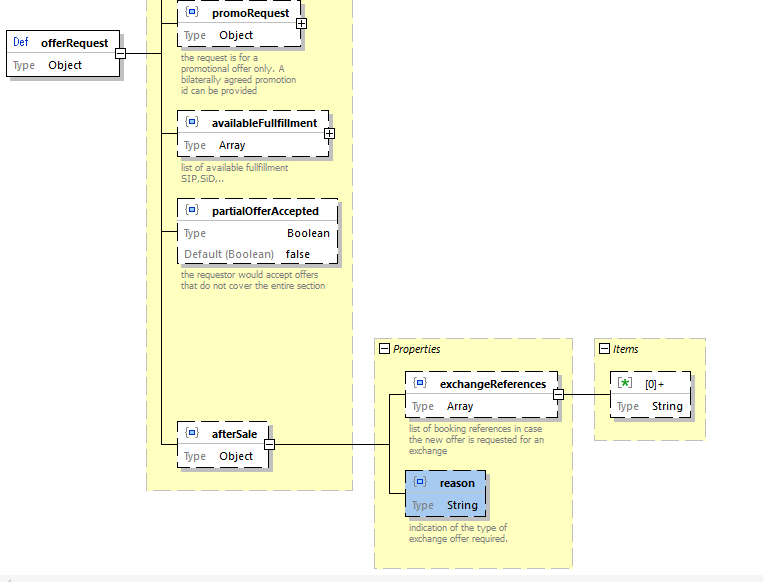 promoRequest
Type Object
the request is for a
promotional offer only. A
bilaterally agreed promotion
id can be provided
Def offerRequest
Type Object
availableFullfillment
Type Array
list of available fullfillment
SIP,SiD,..
partialOfferAccepted
Type Boolean
Default (Boolean) false
the requestor would accept offers
that do not cover the entire section
afterSale
Type Object
Properties
exchangeReferences
Type Array
list of booking references in case
the new offer is requested for an
exchange
reason
Type String
indication of the type of
exchange offer required.
Items
[0]+
Type String